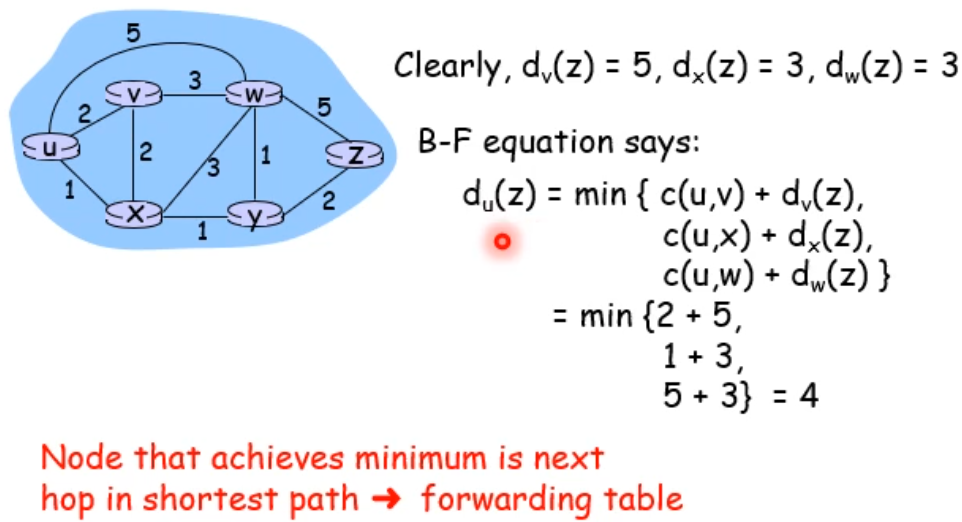 5
3
v
w
2
5
u
2
3
1
z
1
2
x
y
1
Clearly, dᵥ(z) = 5, dₓ(z) = 3, d_w(z) = 3
B-F equation says:
dᵤ(z) = min { c(u,v) + dᵥ(z),
c(u,x) + dₓ(z),
c(u,w) + d_w(z) }
= min {2 + 5,
1 + 3,
5 + 3} = 4
Node that achieves minimum is next
hop in shortest path ➜ forwarding table